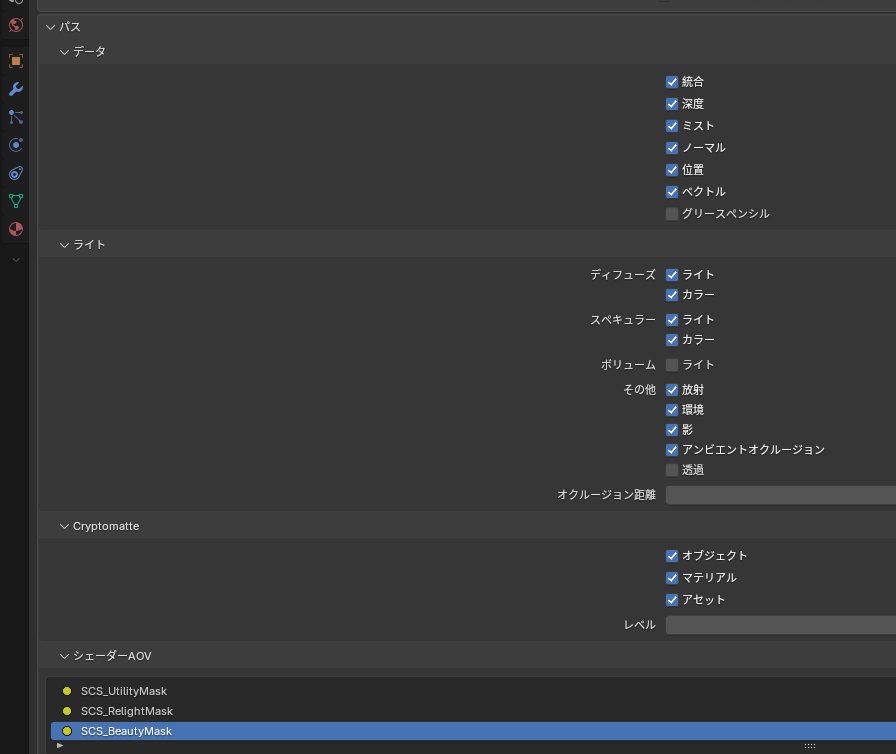 パス
データ
統合
深度
ミスト
ノーマル
位置
ベクトル
グリースペンシル
ライト
ディフューズ ライト
カラー
スペキュラー ライト
カラー
ボリューム ライト
その他 放射
環境
影
アンビエントオクルージョン
透過
オクルージョン距離
Cryptomatte
オブジェクト
マテリアル
アセット
レベル
シェーダーAOV
SCS_UtilityMask
SCS_RelightMask
SCS_BeautyMask